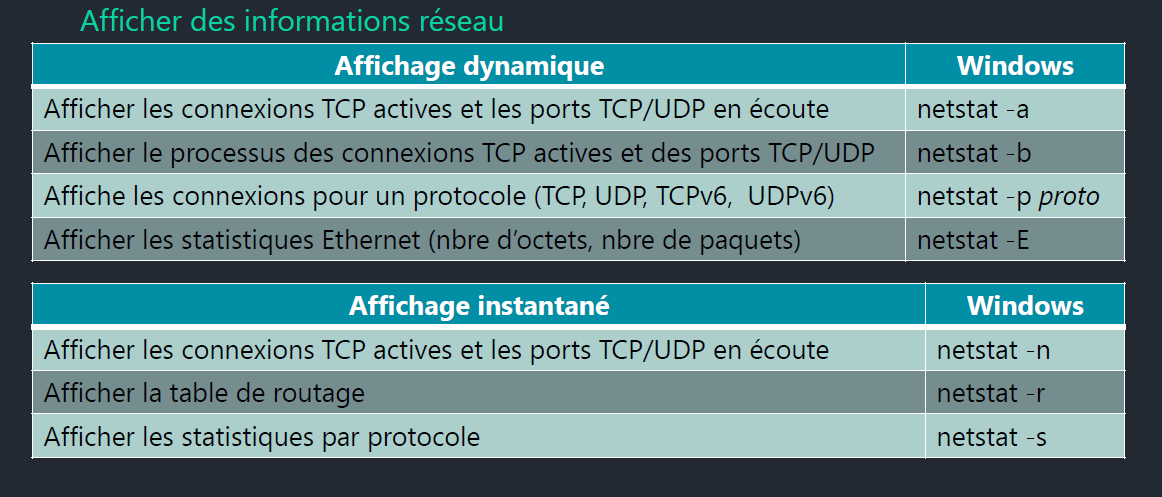 Afficher des informations réseau
Affichage dynamique Windows
Afficher les connexions TCP actives et les ports TCP/UDP en écoute netstat -a
Afficher le processus des connexions TCP actives et des ports TCP/UDP netstat -b
Affiche les connexions pour un protocole (TCP, UDP, TCPv6, UDPv6) netstat -p proto
Afficher les statistiques Ethernet (nbre d’octets, nbre de paquets) netstat -E
Affichage instantané Windows
Afficher les connexions TCP actives et les ports TCP/UDP en écoute netstat -n
Afficher la table de routage netstat -r
Afficher les statistiques par protocole netstat -s